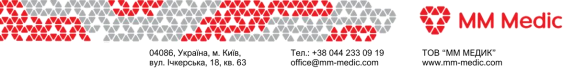 MM Medic
04086, Україна, м. Київ,
вул. Ічкерська, 18, кв. 63
Тел.: +38 044 233 09 19
office@mm-medic.com
ТОВ “ММ МЕДИК”
www.mm-medic.com